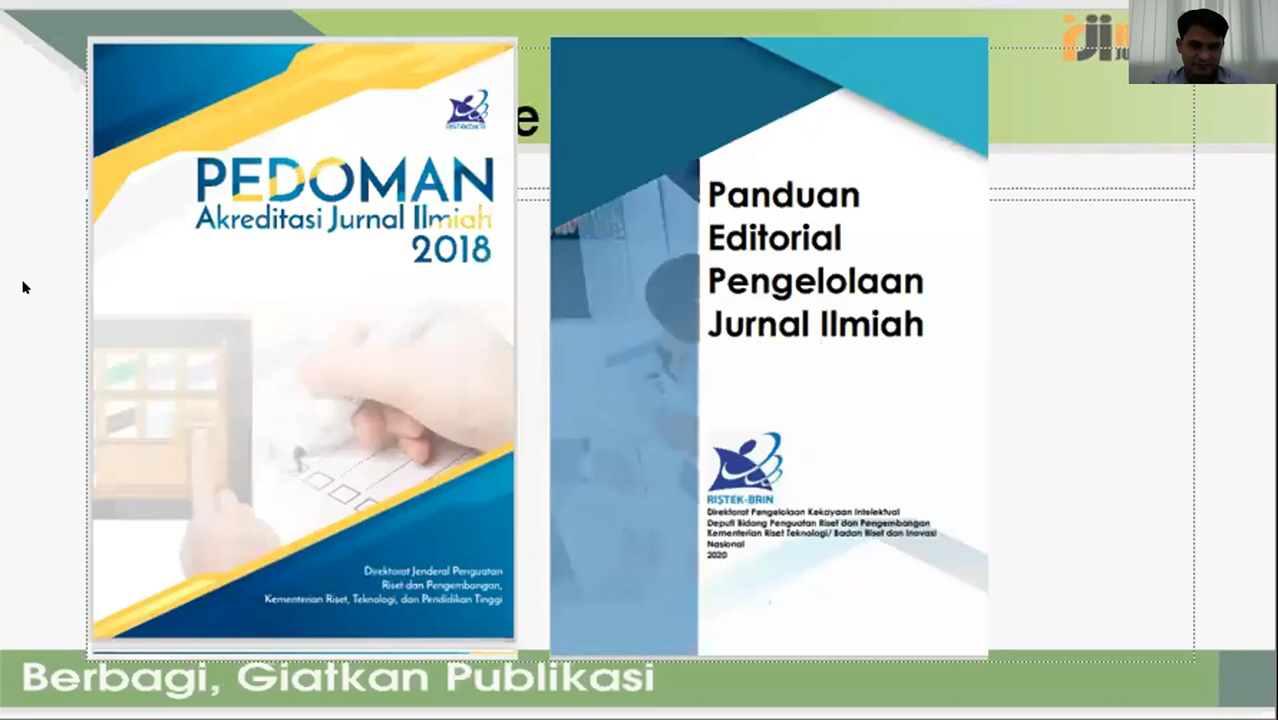 RISTEKDIKTI
PEDOMAN
Akreditasi Jurnal Ilmiah
2018
Direktorat Jenderal Penguatan
Riset dan Pengembangan,
Kementerian Riset, Teknologi, dan Pendidikan Tinggi
e
Panduan
Editorial
Pengelolaan
Jurnal Ilmiah
RISTEK-BRIN
Direktorat Pengelolaan Kekayaan Intelektual
Deputi Bidang Penguatan Riset dan Pengembangan
Kementerian Riset Teknologi/ Badan Riset dan Inovasi
Nasional
2020
Berbagi, Giatkan Publikasi